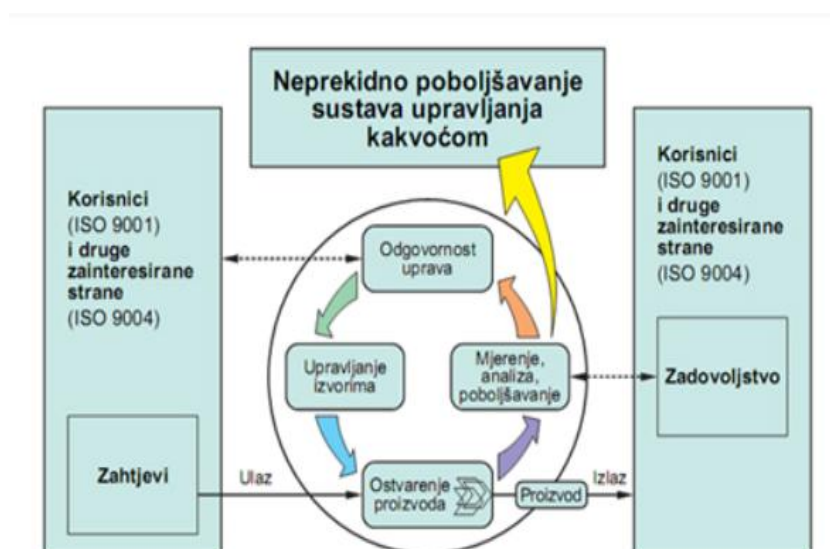 Neprekidno poboljšavanje
sustava upravljanja
kakvoćom
Korisnici
(ISO 9001)
i druge
zainteresirane
strane
(ISO 9004)
Zahtjevi
Ulaz
Odgovornost
uprava
Upravljanje
izvorima
Mjerenje,
analiza,
poboljšavanje
Ostvarenje
proizvoda
Proizvod
Izlaz
Korisnici
(ISO 9001)
i druge
zainteresirane
strane
(ISO 9004)
Zadovoljstvo